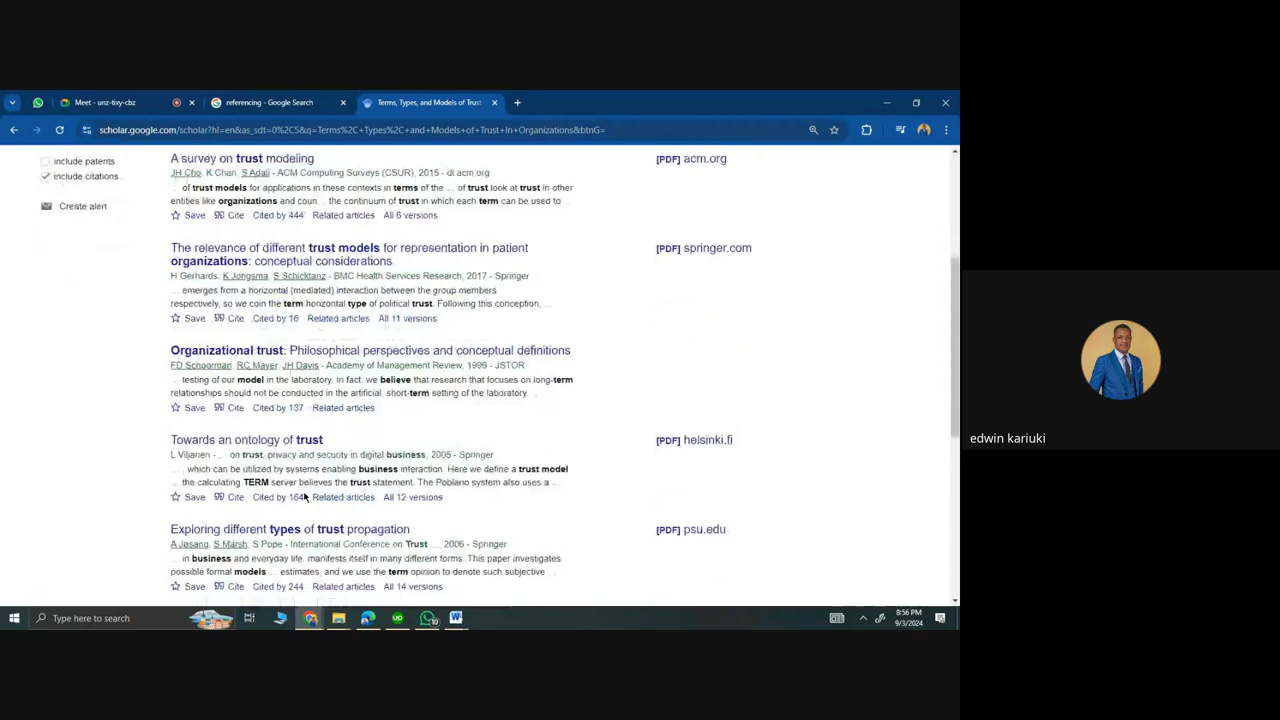 Meet - unz-tixy-cbz
referencing - Google Search
Terms, Types, and Models of Trust
scholar.google.com/scholar?hl=en&as_sdt=0%2C5&q=Terms%2C+Types%2C+and+Models+of+Trust+In+Organizations&btnG=
include patents
include citations
Create alert
A survey on trust modeling
[PDF] acm.org
JH Cho, K Chan, S Adali - ACM Computing Surveys (CSUR), 2015 - dl.acm.org
... of trust models for applications in these contexts in terms of the ... of trust look at trust in other
entities like organizations and coun... the continuum of trust in which each term can be used to ...
Save Cite Cited by 444 Related articles All 6 versions
The relevance of different trust models for representation in patient
organizations: conceptual considerations
[PDF] springer.com
H Gerhards, K Jongsma, S Schicktanz - BMC Health Services Research, 2017 - Springer
... emerges from a horizontal (mediated) interaction between the group members
respectively, so we coin the term horizontal type of political trust. Following this conception, ...
Save Cite Cited by 16 Related articles All 11 versions
Organizational trust: Philosophical perspectives and conceptual definitions
FD Schoorman, RC Mayer, JH Davis - Academy of Management Review, 1996 - JSTOR
... testing of our model in the laboratory. In fact, we believe that research that focuses on long-term
relationships should not be conducted in the artificial, short-term setting of the laboratory.
Save Cite Cited by 137 Related articles
Towards an ontology of trust
[PDF] helsinki.fi
L Viljanen - ... on trust, privacy and security in digital business, 2005 - Springer
... , which can be utilized by systems enabling business interaction. Here we define a trust model
... the calculating TERM server believes the trust statement. The Poblano system also uses a ...
Save Cite Cited by 164 Related articles All 12 versions
Exploring different types of trust propagation
[PDF] psu.edu
A Jøsang, S Marsh, S Pope - International Conference on Trust ..., 2006 - Springer
... in business and everyday life, manifests itself in many different forms. This paper investigates
possible formal models ... estimates, and we use the term opinion to denote such subjective ...
Save Cite Cited by 244 Related articles All 14 versions
edwin kariuki
Type here to search
8:56 PM
9/3/2024